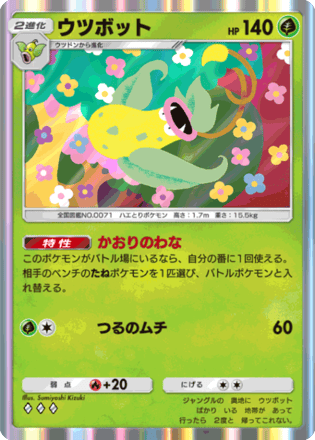 2進化 ウツボット HP 140
ウツドンから進化
全国図鑑NO.0071 ハエとりポケモン 高さ:1.7m 重さ:15.5kg
特性 かおりのわな
このポケモンがバトル場にいるなら、自分の番に1回使える。
相手のベンチのたねポケモンを1匹選び、バトルポケモンと入れ替える。
つるのムチ 60
弱点 +20 にげる
Illus. Sumiyoshi Kizuki
ジャングルの 奥地に ウツボット
ばかり いる 地帯が あって
行ったら 2度と 帰ってこれない。